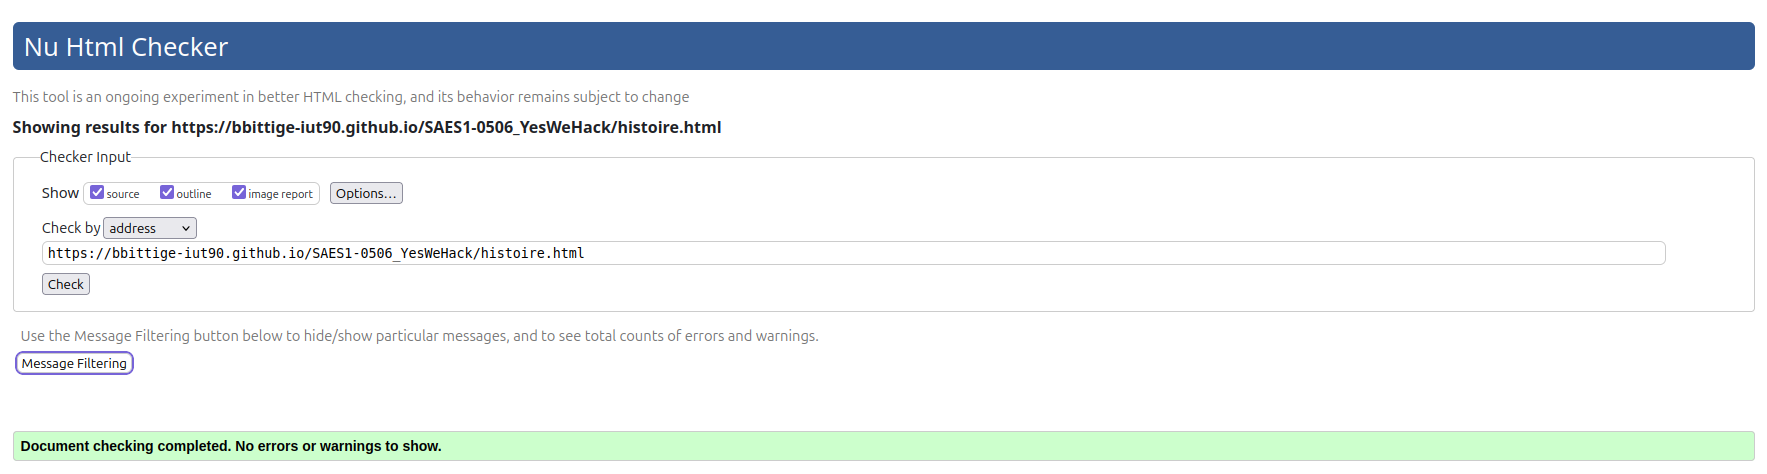 Nu Html Checker
This tool is an ongoing experiment in better HTML checking, and its behavior remains subject to change
Showing results for https://bbittige-iut90.github.io/SAES1-0506_YesWeHack/histoire.html
Checker Input
Show source outline image report Options...
Check by address
https://bbittige-iut90.github.io/SAES1-0506_YesWeHack/histoire.html
Check
Use the Message Filtering button below to hide/show particular messages, and to see total counts of errors and warnings.
Message Filtering
Document checking completed. No errors or warnings to show.